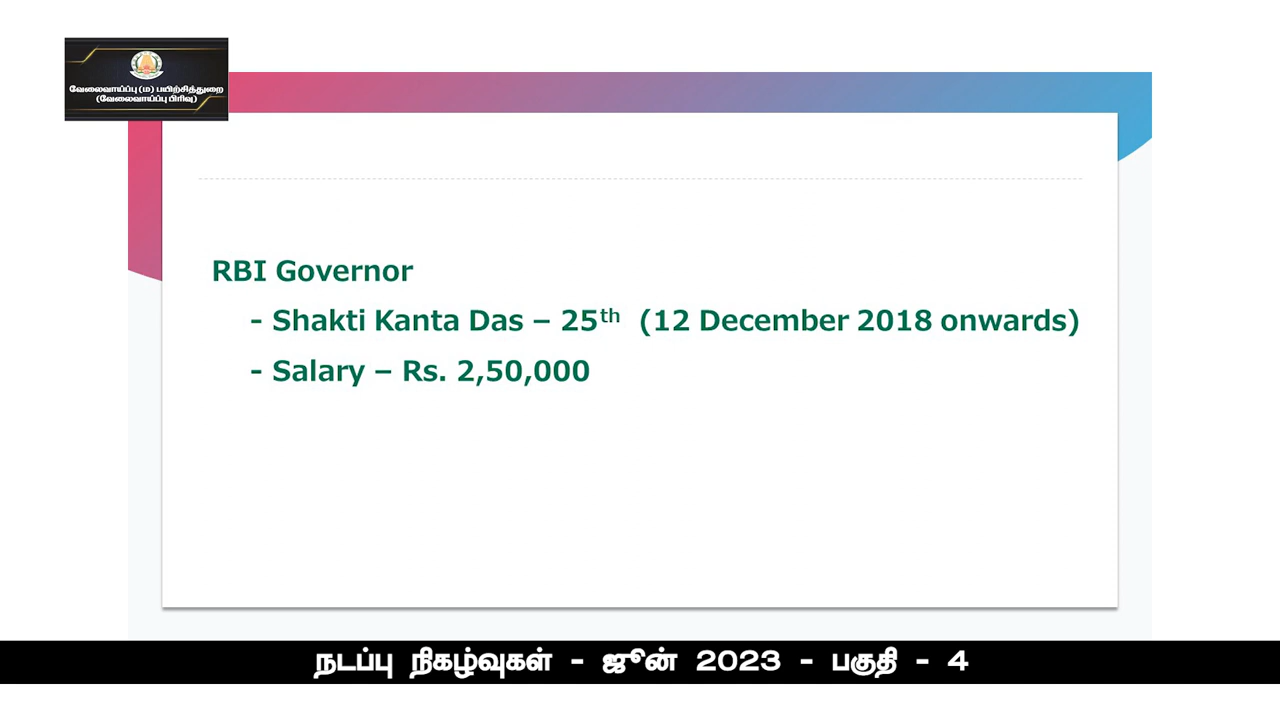 வேலைவாய்ப்பு (ம) பயிற்சித்துறை
(வேலைவாய்ப்பு பிரிவு)
RBI Governor
- Shakti Kanta Das – 25th (12 December 2018 onwards)
- Salary – Rs. 2,50,000
நடப்பு நிகழ்வுகள் - ஜூன் 2023 - பகுதி - 4